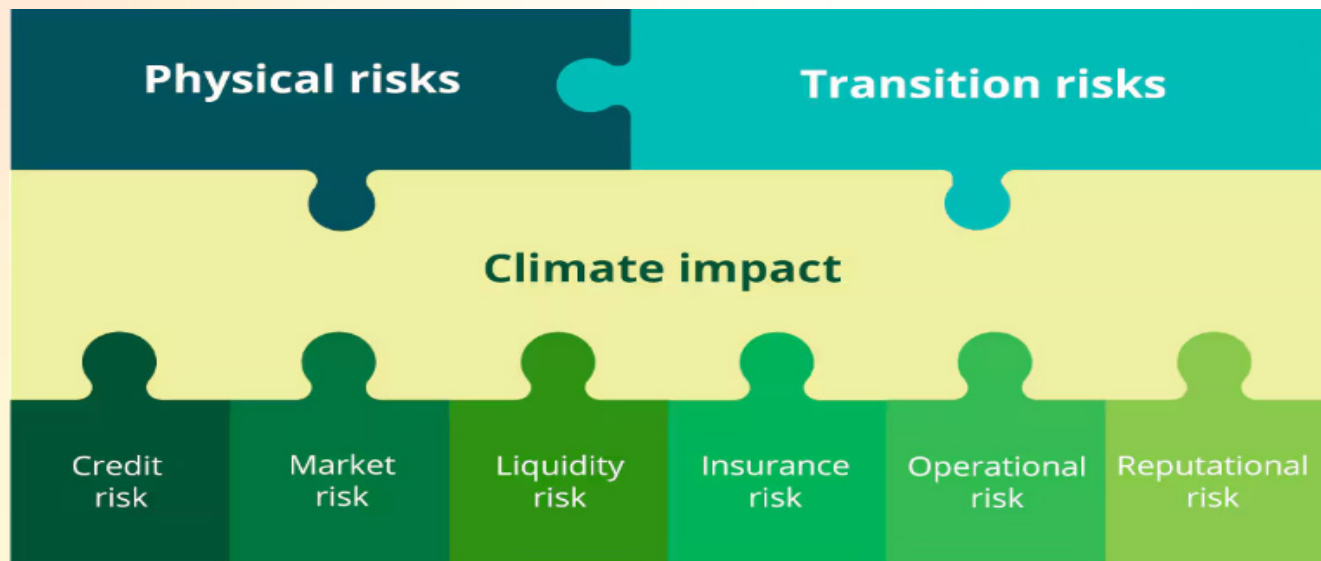 Physical risks
Transition risks
Climate impact
Credit
risk
Market
risk
Liquidity
risk
Insurance
risk
Operational
risk
Reputational
risk